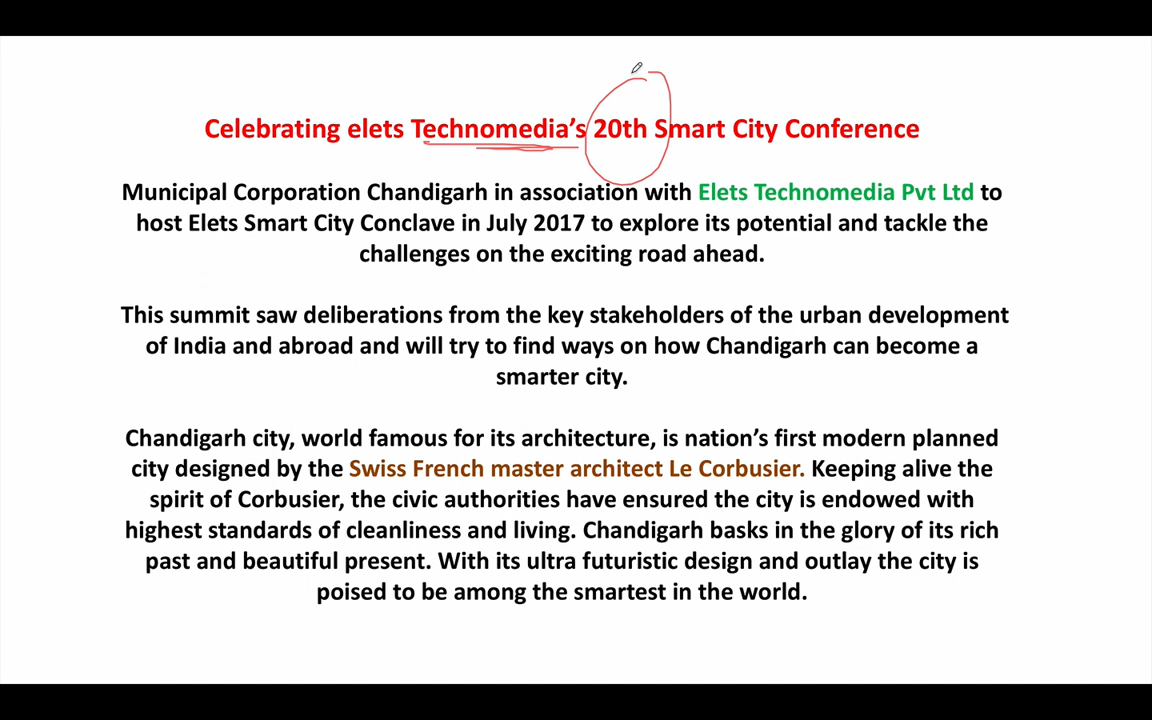 Celebrating elets Technomedia’s 20th Smart City Conference
Municipal Corporation Chandigarh in association with Elets Technomedia Pvt Ltd to
host Elets Smart City Conclave in July 2017 to explore its potential and tackle the
challenges on the exciting road ahead.
This summit saw deliberations from the key stakeholders of the urban development
of India and abroad and will try to find ways on how Chandigarh can become a
smarter city.
Chandigarh city, world famous for its architecture, is nation’s first modern planned
city designed by the Swiss French master architect Le Corbusier. Keeping alive the
spirit of Corbusier, the civic authorities have ensured the city is endowed with
highest standards of cleanliness and living. Chandigarh basks in the glory of its rich
past and beautiful present. With its ultra futuristic design and outlay the city is
poised to be among the smartest in the world.